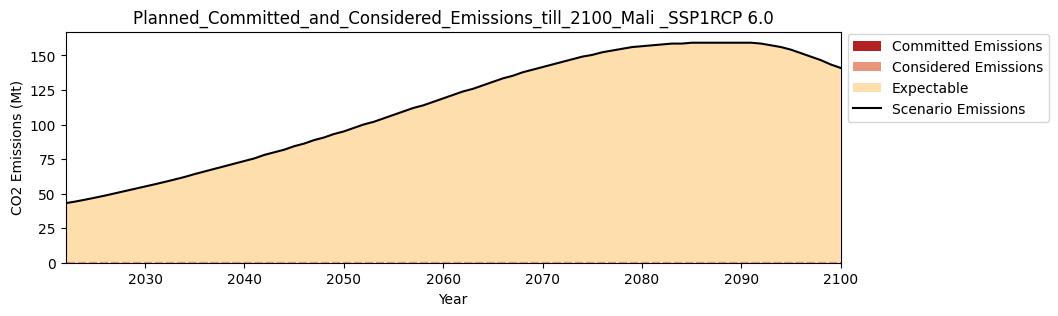 Planned_Committed_and_Considered_Emissions_till_2100_Mali _SSP1RCP 6.0
CO2 Emissions (Mt)
150
125
100
75
50
25
0
2030 2040 2050 2060 2070 2080 2090 2100
Year
Committed Emissions
Considered Emissions
Expectable
Scenario Emissions